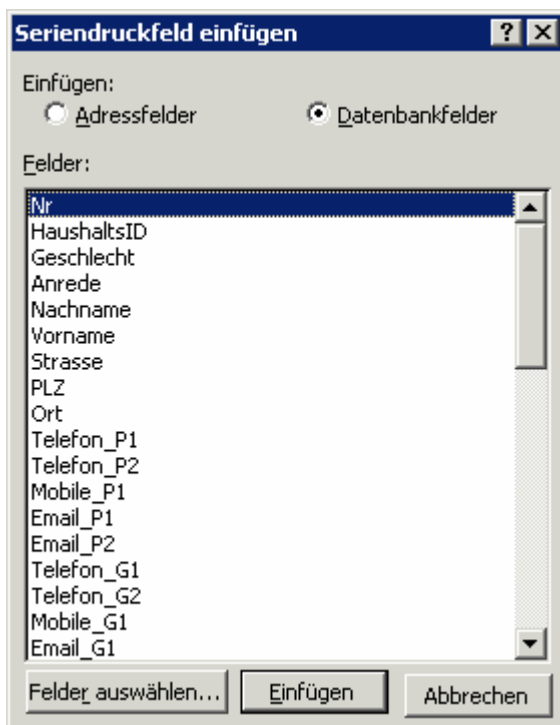 Seriendruckfeld einfügen
Einfügen:
Adressfelder Datenbankfelder
Felder:
Nr
HaushaltsID
Geschlecht
Anrede
Nachname
Vorname
Strasse
PLZ
Ort
Telefon_P1
Telefon_P2
Mobile_P1
Email_P1
Email_P2
Telefon_G1
Telefon_G2
Mobile_G1
Email_G1
Felder auswählen... Einfügen Abbrechen